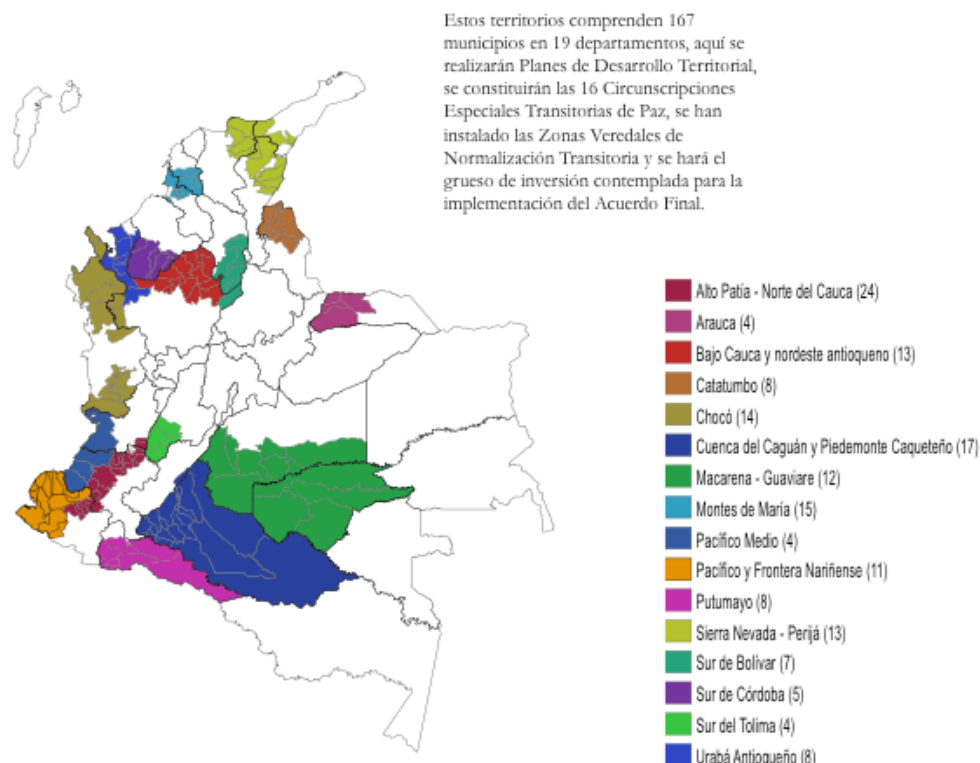 Estos territorios comprenden 167
municipios en 19 departamentos, aquí se
realizarán Planes de Desarrollo Territorial,
se constituirán las 16 Circunscripciones
Especiales Transitorias de Paz, se han
instalado las Zonas Veredales de
Normalización Transitoria y se hará el
grueso de inversión contemplada para la
implementación del Acuerdo Final.
Alto Patía - Norte del Cauca (24)
Arauca (4)
Bajo Cauca y nordeste antioqueno (13)
Catatumbo (8)
Chocó (14)
Cuenca del Caguán y Piedemonte Caqueteño (17)
Macarena - Guaviare (12)
Montes de María (15)
Pacífico Medio (4)
Pacífico y Frontera Nariñense (11)
Putumayo (8)
Sierra Nevada - Perijá (13)
Sur de Bolívar (7)
Sur de Córdoba (5)
Sur del Tolima (4)
Urabá Antioqueño (8)